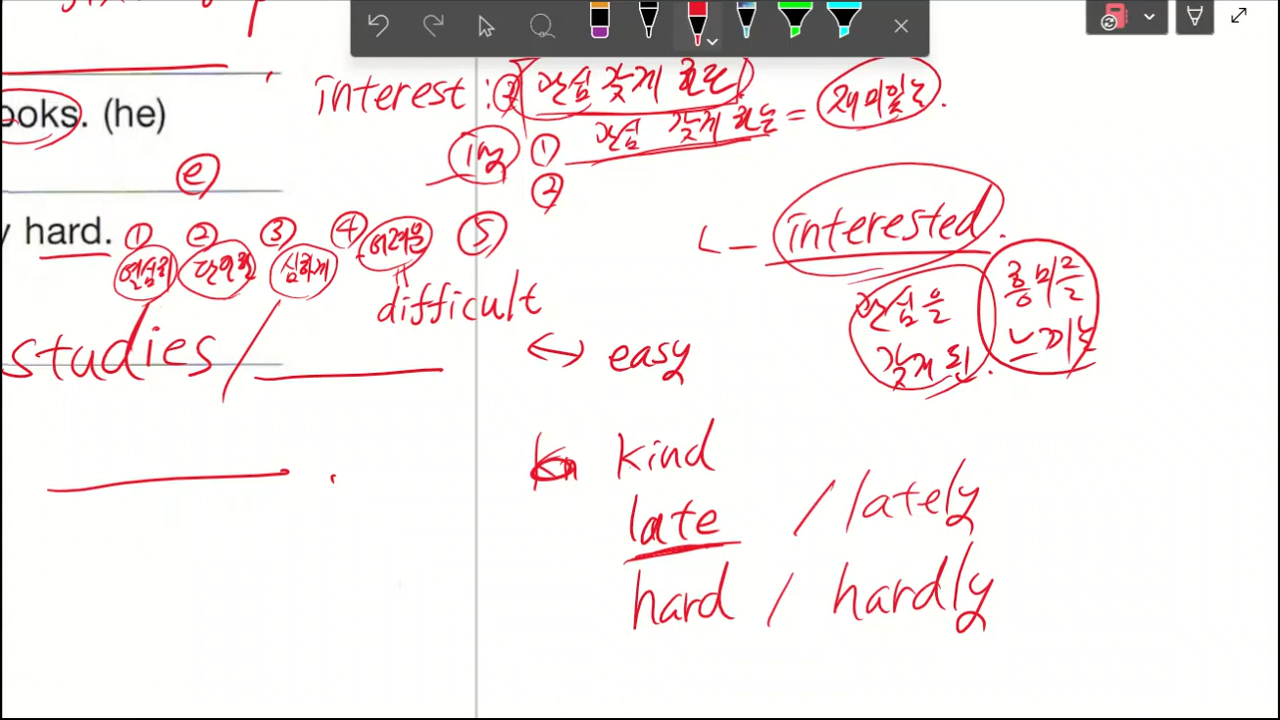 interest : ② 관심 갖게 하는
ooks. (he)
ing ① 관심 갖게 하는 = 재미있는.
ⓔ ②
← interested.
y hard. ① ② ③ ④ 어려운 ⑤
열심히 단단한 심하게
관심을 흥미를
difficult
갖게 된. 느끼는
studies /
↔ easy
kind
late / lately
hard / hardly